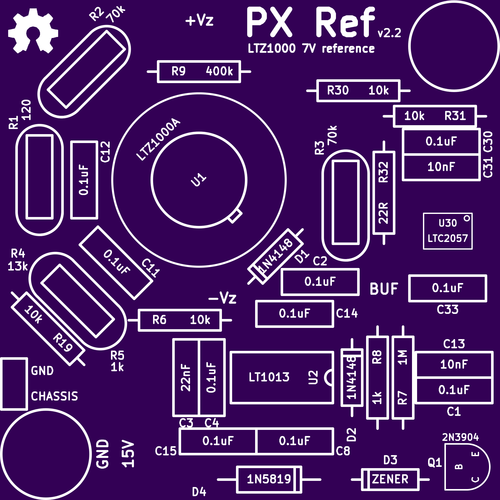 PX Ref v2.2
LTZ1000 7V reference
+Vz
R2 70k
R9 400k
R30 10k
10k R31
R1 120
LTZ1000A
U1
C12
0.1uF
R3 70k
R32
22R
0.1uF C30
10nF C31
U30
LTC2057
R4
13k
0.1uF C11
1N4148 D1
C2
0.1uF
BUF
0.1uF
C33
−Vz
R6 10k
0.1uF C14
10k R19
R5
1k
GND
CHASSIS
22nF 0.1uF
C3 C4
LT1013 U2
1N4148
D2
R8 1k
1M R7
C13
10nF
0.1uF
C1
C15 0.1uF 0.1uF C8
GND 15V
D4 1N5819
D3
ZENER
2N3904
Q1 B E C